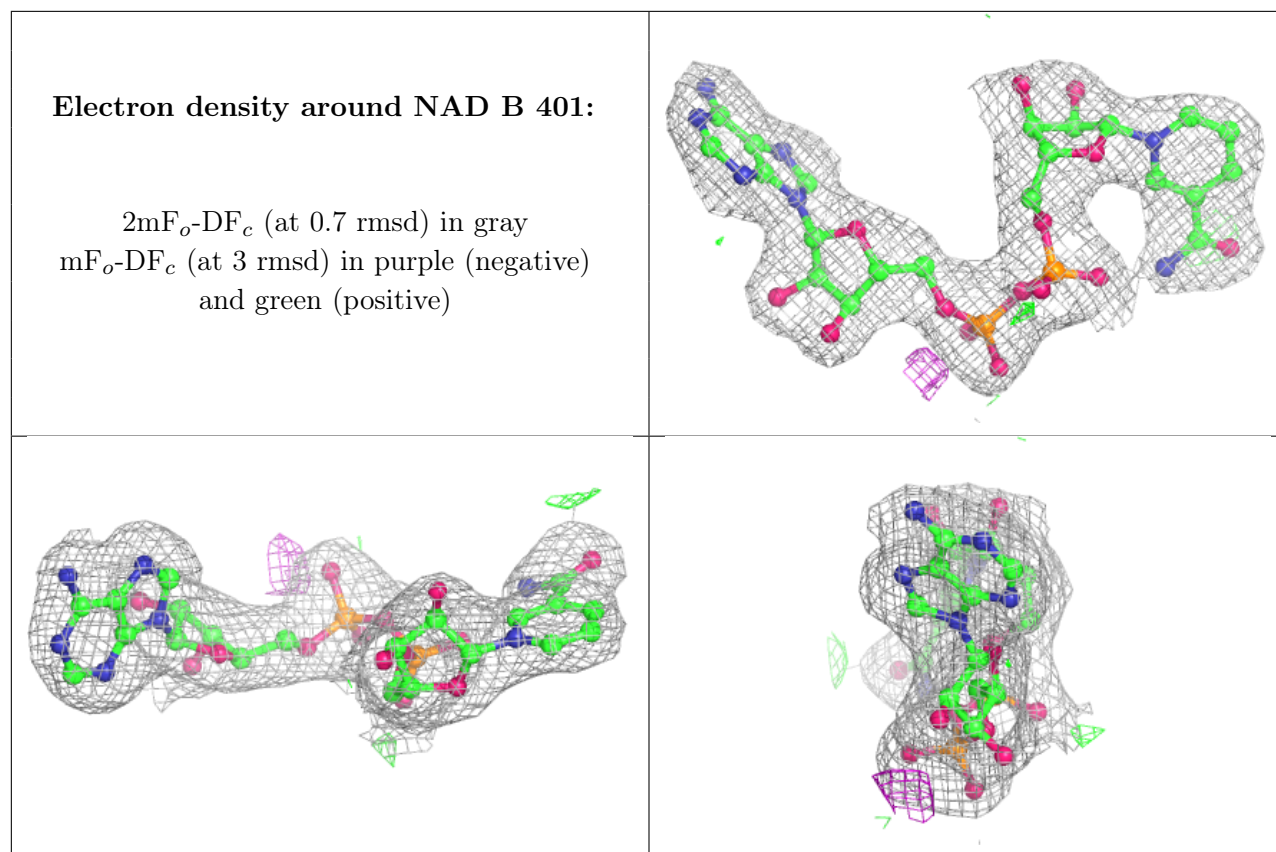 Electron density around NAD B 401:
2mFₒ-DF𝑐 (at 0.7 rmsd) in gray
mFₒ-DF𝑐 (at 3 rmsd) in purple (negative)
and green (positive)